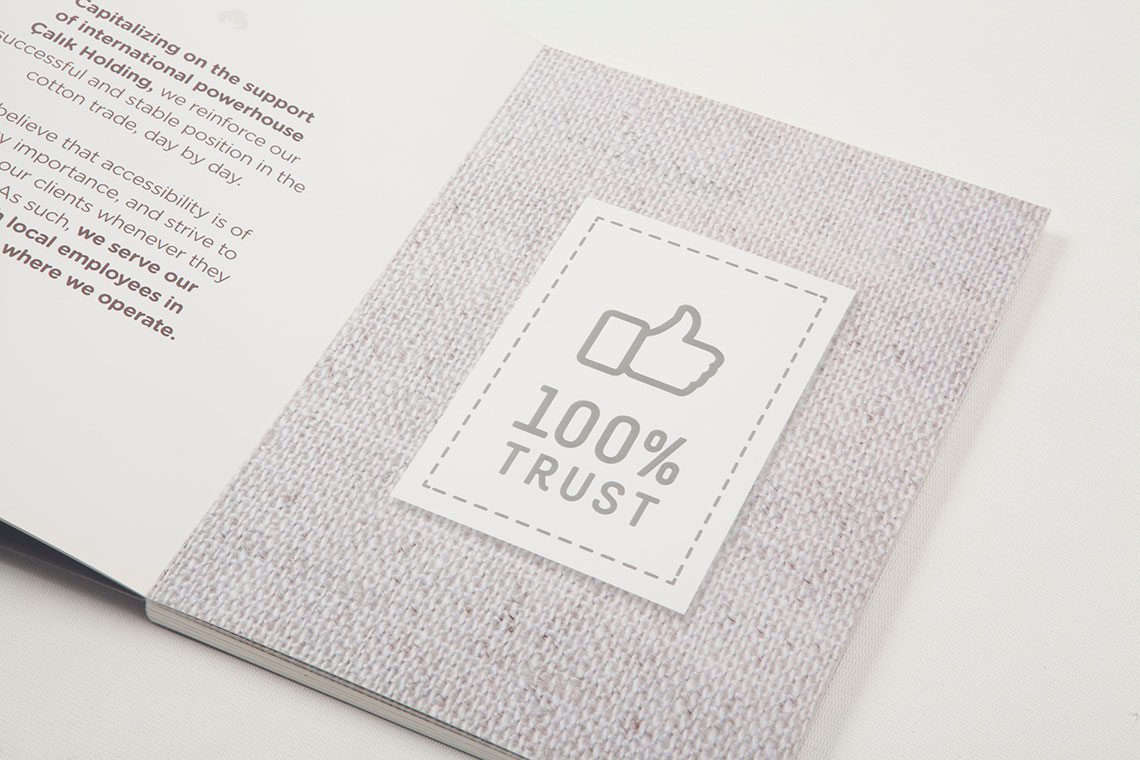 Capitalizing on the support
of international powerhouse
Çalık Holding, we reinforce our
successful and stable position in the
cotton trade, day by day.
believe that accessibility is of
importance, and strive to
our clients whenever they
As such, we serve our
local employees in
where we operate.
100%
TRUST